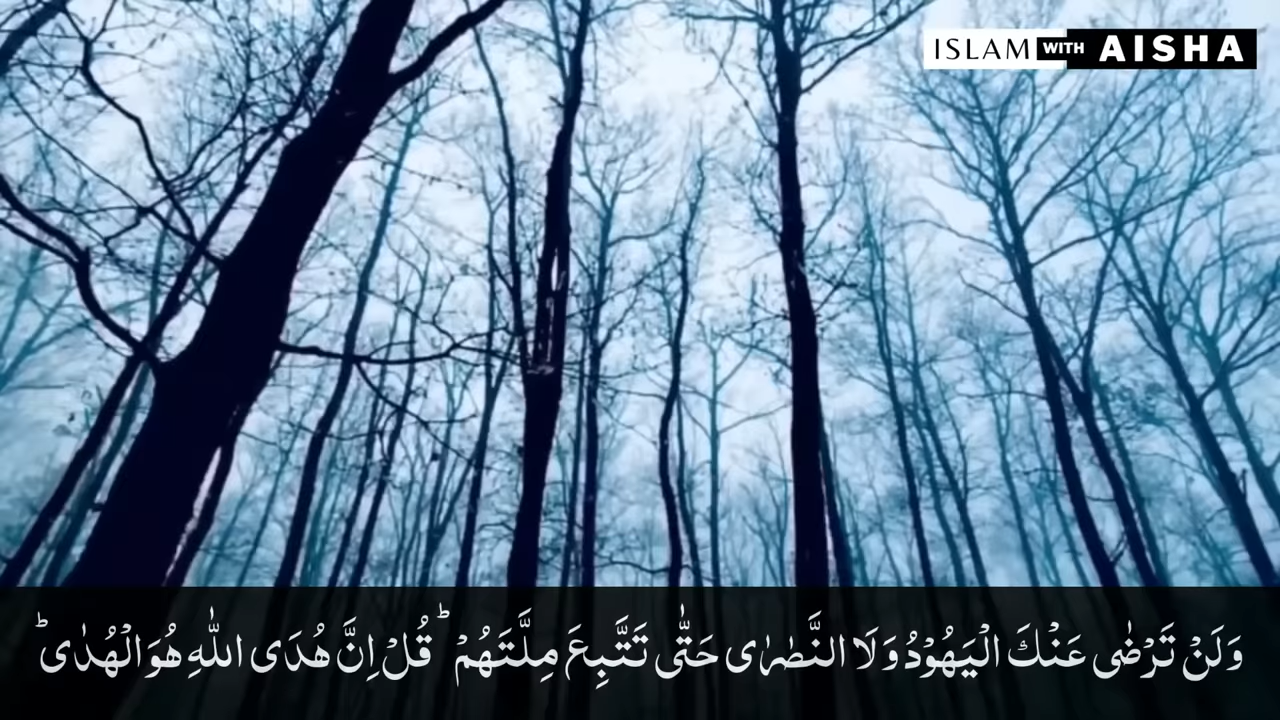 ISLAM WITH AISHA
وَلَنۡ تَرۡضٰى عَنۡكَ الۡيَهُوۡدُ وَلَا النَّصٰرٰى حَتّٰى تَتَّبِعَ مِلَّتَهُمۡ‌ؕ قُلۡ اِنَّ هُدَى اللّٰهِ هُوَ الۡهُدٰى‌ؕ